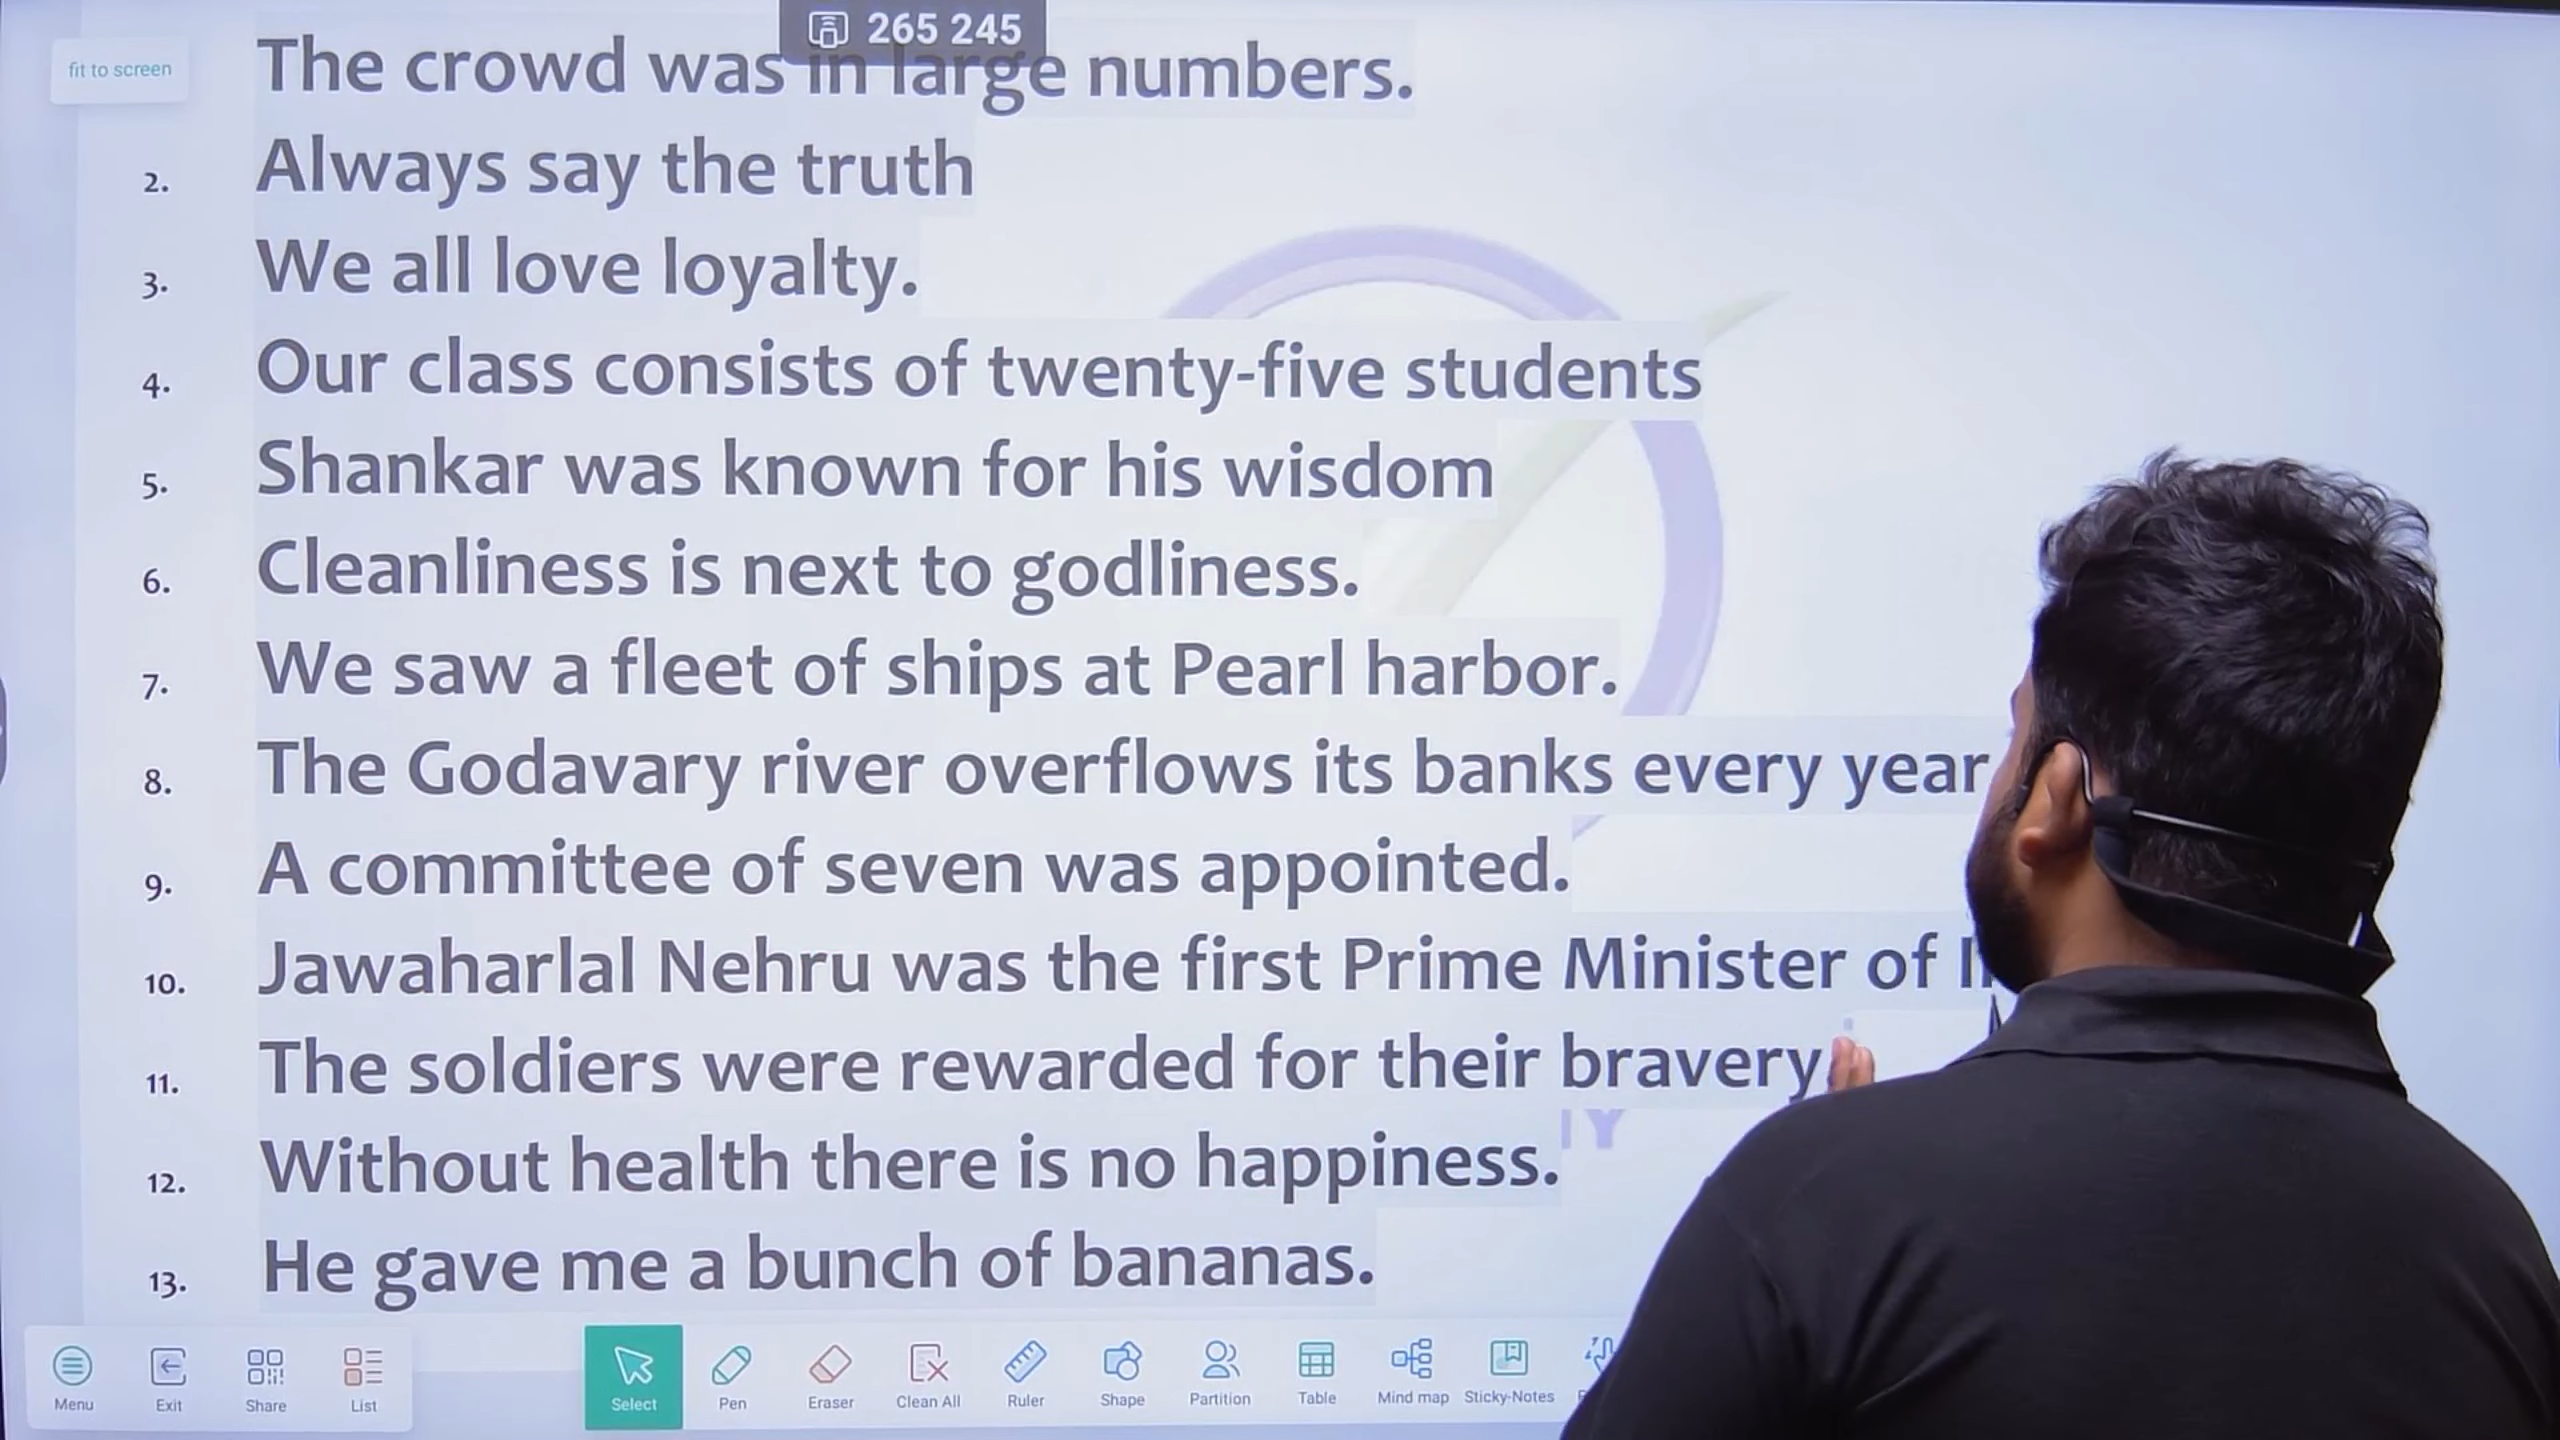 265 245
fit to screen
The crowd was in large numbers.
2. Always say the truth
3. We all love loyalty.
4. Our class consists of twenty-five students
5. Shankar was known for his wisdom
6. Cleanliness is next to godliness.
7. We saw a fleet of ships at Pearl harbor.
8. The Godavary river overflows its banks every year
9. A committee of seven was appointed.
10. Jawaharlal Nehru was the first Prime Minister of
11. The soldiers were rewarded for their bravery
12. Without health there is no happiness.
13. He gave me a bunch of bananas.
Menu Exit Share List Select Pen Eraser Clean All Ruler Shape Partition Table Mind map Sticky-Notes